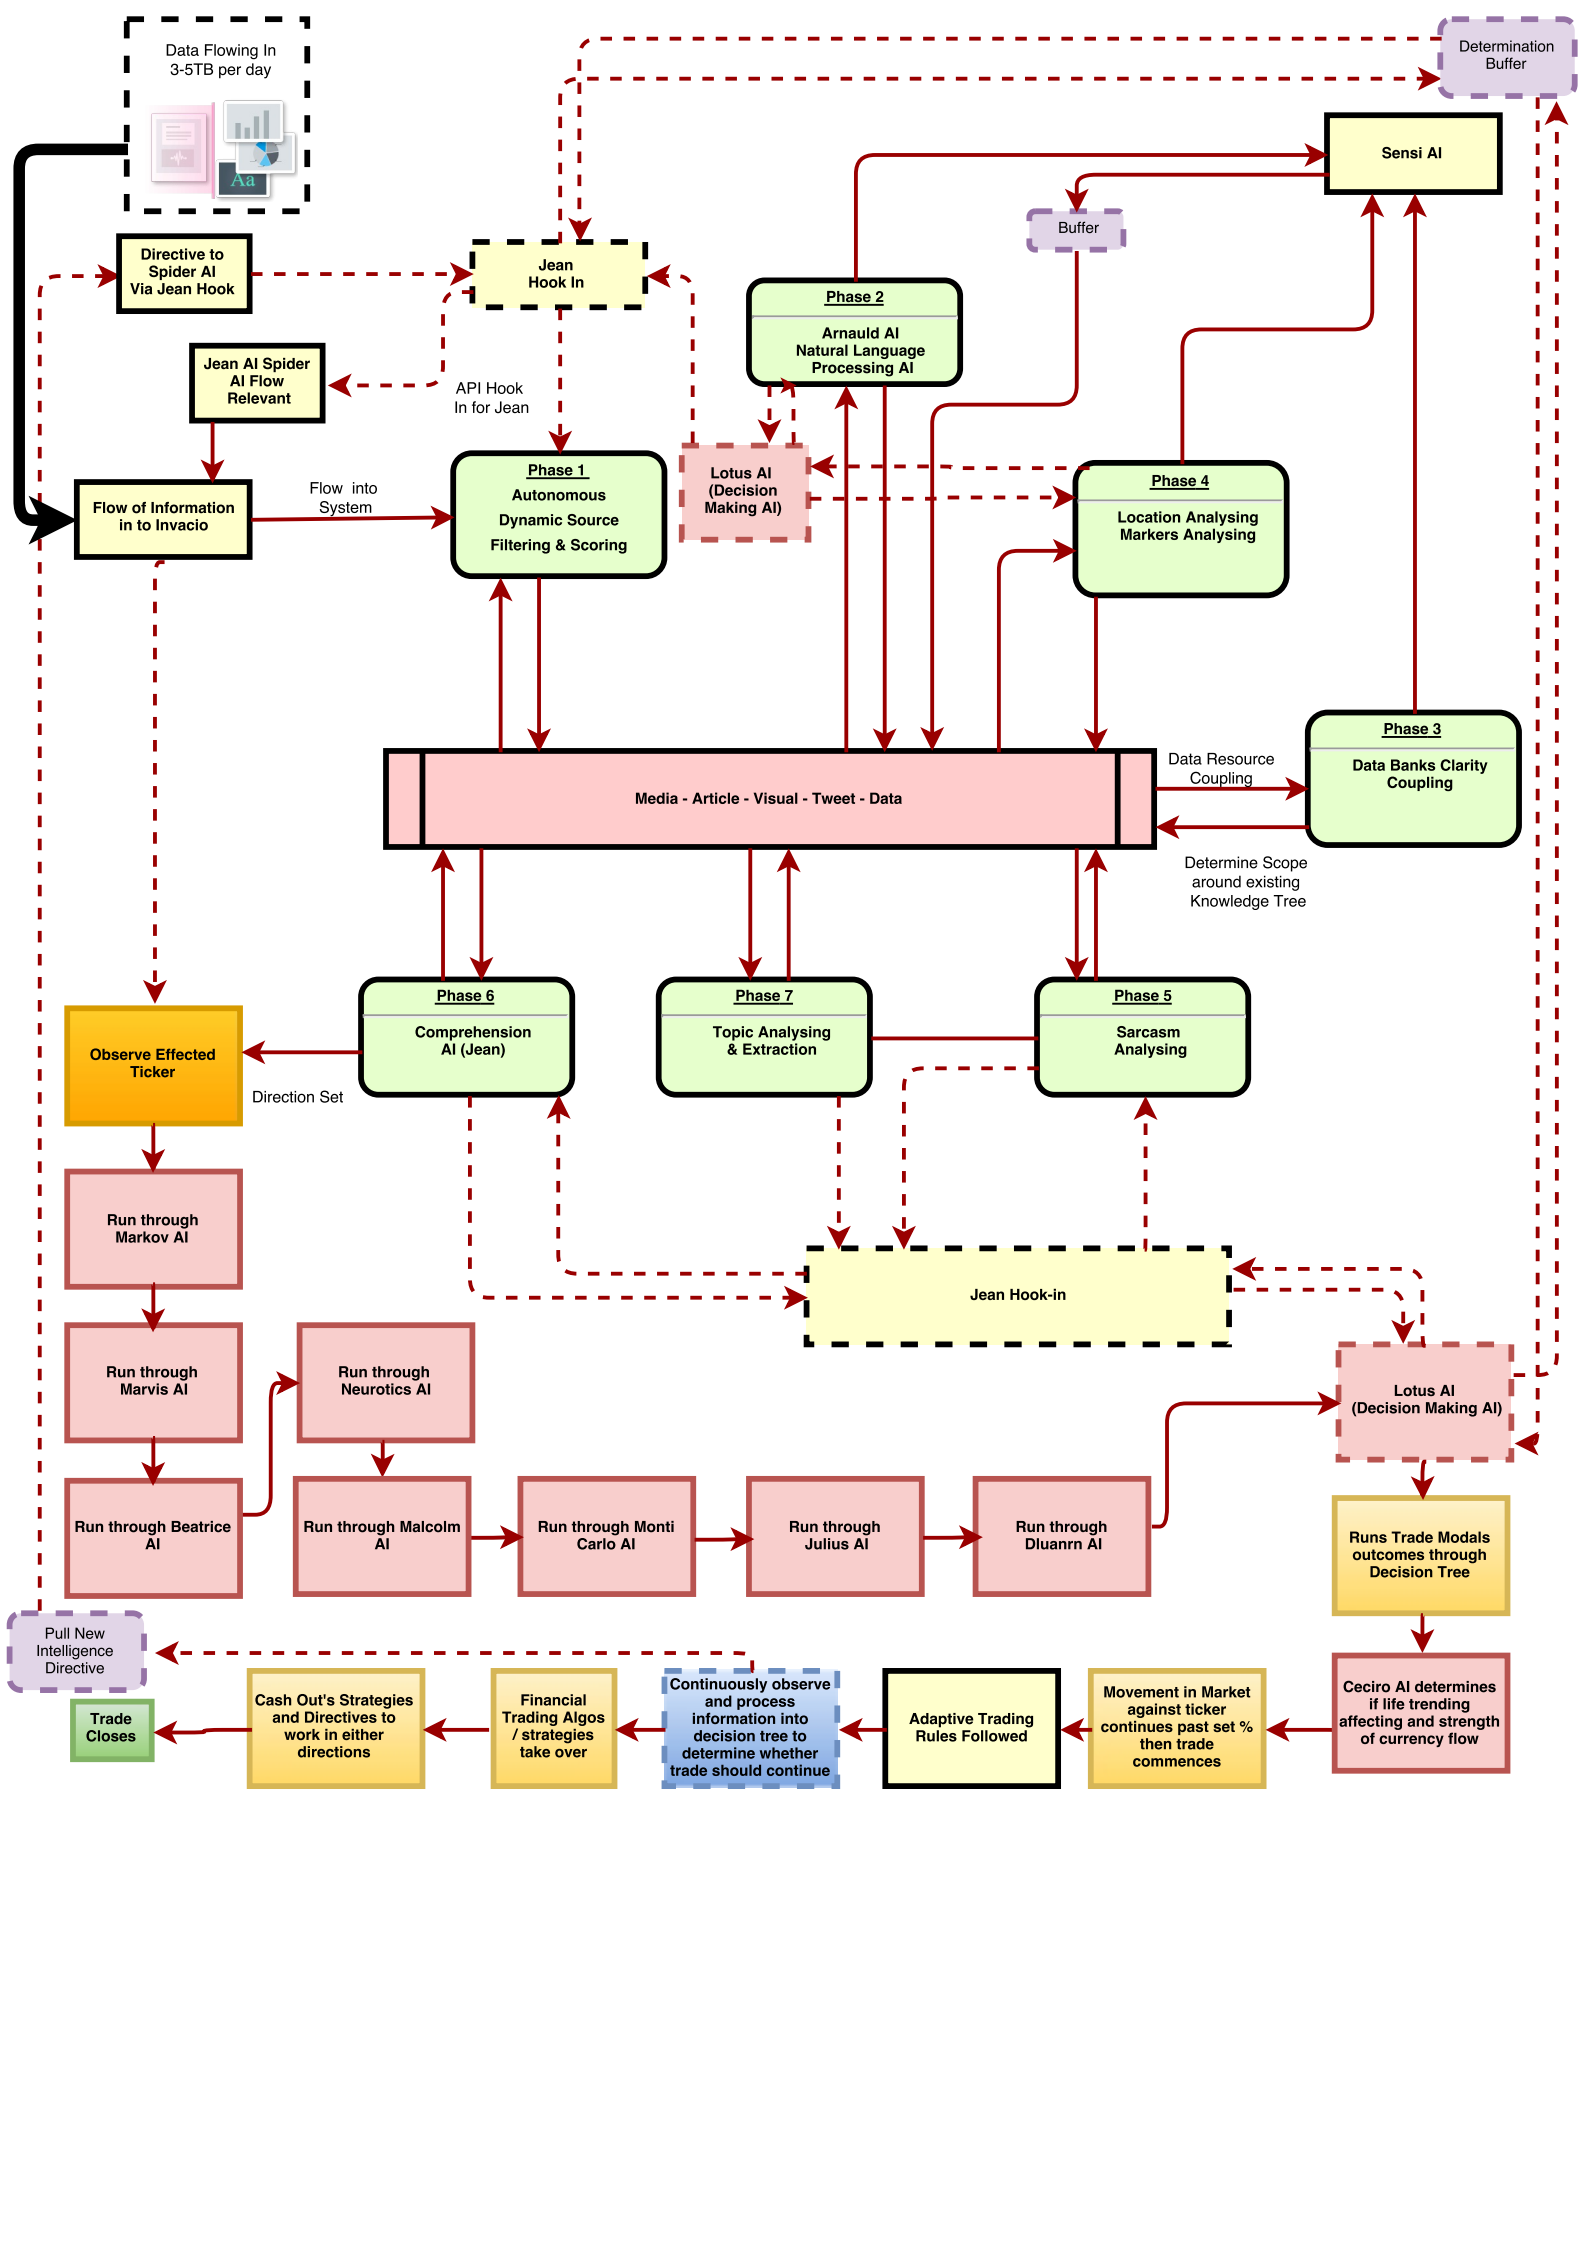 Data Flowing In
3-5TB per day
Aa
Determination
Buffer
Sensi AI
Buffer
Directive to
Spider AI
Via Jean Hook
Jean
Hook In
Phase 2
Arnauld AI
Natural Language
Processing AI
Jean AI Spider
AI Flow
Relevant
API Hook
In for Jean
Flow of Information
in to Invacio
Flow into
System
Phase 1
Autonomous
Dynamic Source
Filtering & Scoring
Lotus AI
(Decision
Making AI)
Phase 4
Location Analysing
Markers Analysing
Media - Article - Visual - Tweet - Data
Data Resource
Coupling
Phase 3
Data Banks Clarity
Coupling
Determine Scope
around existing
Knowledge Tree
Observe Effected
Ticker
Direction Set
Phase 6
Comprehension
AI (Jean)
Phase 7
Topic Analysing
& Extraction
Phase 5
Sarcasm
Analysing
Run through
Markov AI
Jean Hook-in
Run through
Marvis AI
Run through
Neurotics AI
Lotus AI
(Decision Making AI)
Run through Beatrice
AI
Run through Malcolm
AI
Run through Monti
Carlo AI
Run through
Julius AI
Run through
Dluanrn AI
Runs Trade Modals
outcomes through
Decision Tree
Pull New
Intelligence
Directive
Trade
Closes
Cash Out's Strategies
and Directives to
work in either
directions
Financial
Trading Algos
/ strategies
take over
Continuously observe
and process
information into
decision tree to
determine whether
trade should continue
Adaptive Trading
Rules Followed
Movement in Market
against ticker
continues past set %
then trade
commences
Ceciro AI determines
if life trending
affecting and strength
of currency flow